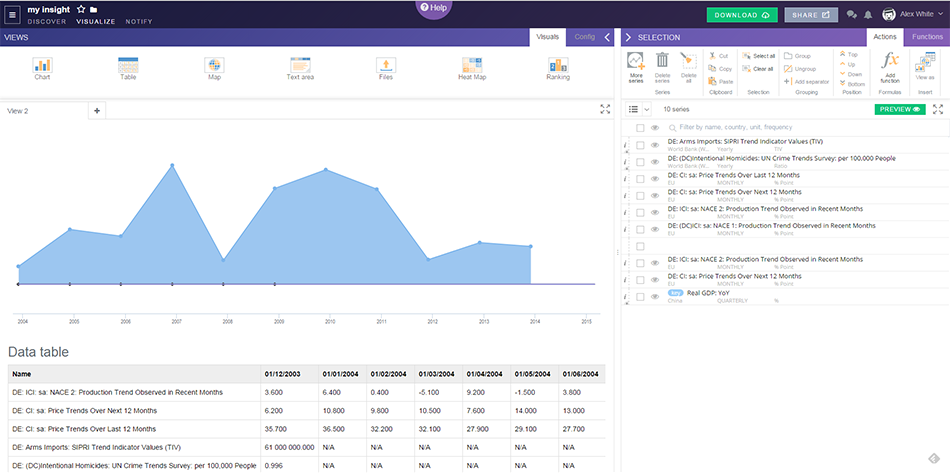 my insight
DISCOVER VISUALIZE NOTIFY
? Help
DOWNLOAD SHARE Alex White
VIEWS Visuals Config
Chart Table Map Text area Files Heat Map Ranking
SELECTION Actions Functions
More series Delete series Delete all
Cut
Copy
Paste
Select all
Clear all
Group
Ungroup
Add separator
Top
Up
Down
Bottom
Add function
View as
Series Clipboard Selection Grouping Position Formulas Insert
View 2 +
10 series PREVIEW
Filter by name, country, unit, frequency
DE: Arms Imports: SIPRI Trend Indicator Values (TIV)
World Bank (W... Yearly TIV
DE: (DC)Intentional Homicides: UN Crime Trends Survey: per 100,000 People
World Bank (W... Yearly Ratio
DE: CI: sa: Price Trends Over Last 12 Months
EU MONTHLY % Point
DE: CI: sa: Price Trends Over Next 12 Months
EU MONTHLY % Point
DE: ICI: sa: NACE 2: Production Trend Observed in Recent Months
EU MONTHLY % Point
DE: (DC)ICI: sa: NACE 1: Production Trend Observed in Recent Months
EU MONTHLY % Point
DE: ICI: sa: NACE 2: Production Trend Observed in Recent Months
EU MONTHLY % Point
DE: CI: sa: Price Trends Over Next 12 Months
EU MONTHLY % Point
key Real GDP: YoY
China QUARTERLY %
2004 2005 2006 2007 2008 2009 2010 2011 2012 2013 2014 2015
Data table
Name 01/12/2003 01/01/2004 01/02/2004 01/03/2004 01/04/2004 01/05/2004 01/06/2004
DE: ICI: sa: NACE 2: Production Trend Observed in Recent Months 3.600 6.400 0.400 -5.100 9.200 -1.500 3.800
DE: CI: sa: Price Trends Over Next 12 Months 6.200 10.800 9.800 10.500 7.600 14.000 13.000
DE: CI: sa: Price Trends Over Last 12 Months 35.700 36.500 32.200 32.100 27.900 29.100 27.700
DE: Arms Imports: SIPRI Trend Indicator Values (TIV) 61 000 000.000 N/A N/A N/A N/A N/A N/A
DE: (DC)Intentional Homicides: UN Crime Trends Survey: per 100,000 People 0.996 N/A N/A N/A N/A N/A N/A